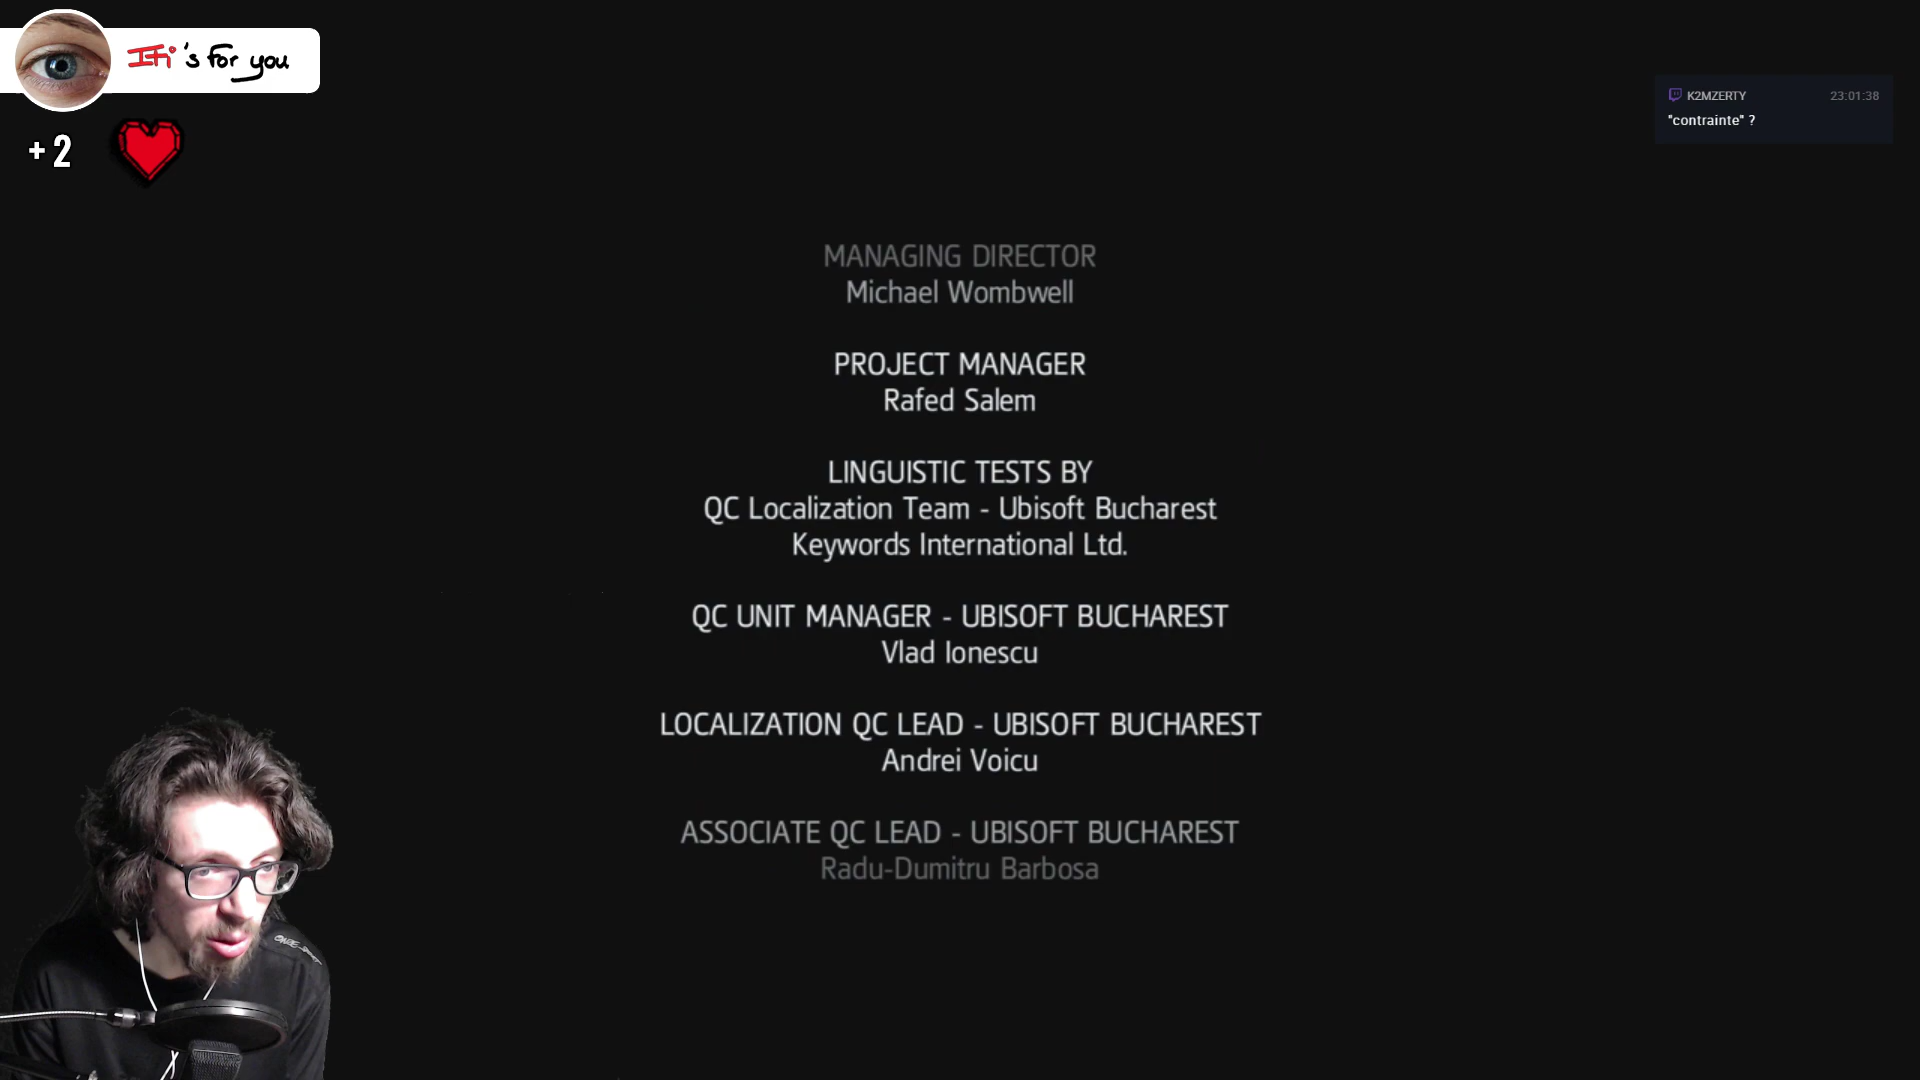 Iti's for you
+2
K2MZERTY 23:01:38
"contrainte" ?
MANAGING DIRECTOR
Michael Wombwell
PROJECT MANAGER
Rafed Salem
LINGUISTIC TESTS BY
QC Localization Team - Ubisoft Bucharest
Keywords International Ltd.
QC UNIT MANAGER - UBISOFT BUCHAREST
Vlad Ionescu
LOCALIZATION QC LEAD - UBISOFT BUCHAREST
Andrei Voicu
ASSOCIATE QC LEAD - UBISOFT BUCHAREST
Radu-Dumitru Barbosa